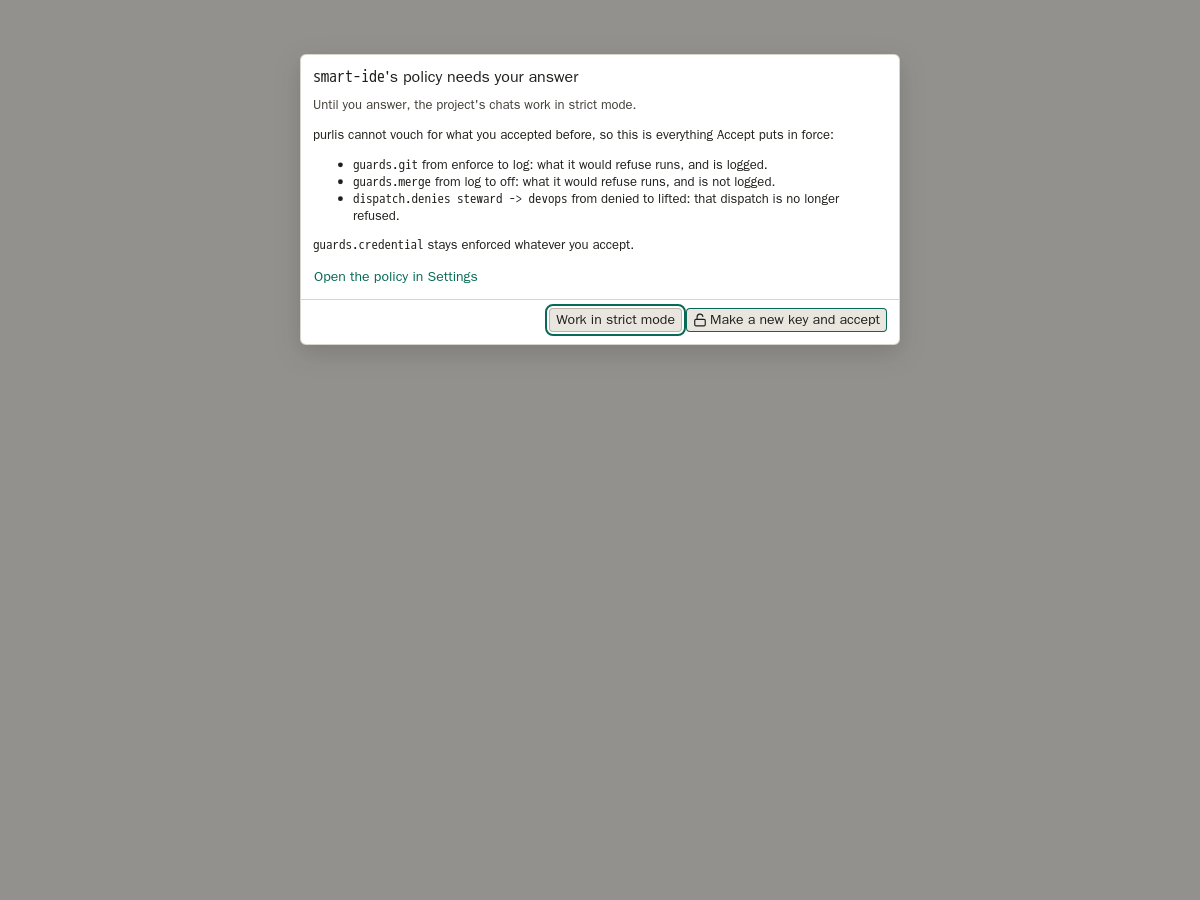 smart-ide's policy needs your answer
Until you answer, the project's chats work in strict mode.
purlis cannot vouch for what you accepted before, so this is everything Accept puts in force:
• guards.git from enforce to log: what it would refuse runs, and is logged.
• guards.merge from log to off: what it would refuse runs, and is not logged.
• dispatch.denies steward -> devops from denied to lifted: that dispatch is no longer
refused.
guards.credential stays enforced whatever you accept.
Open the policy in Settings
Work in strict mode
Make a new key and accept